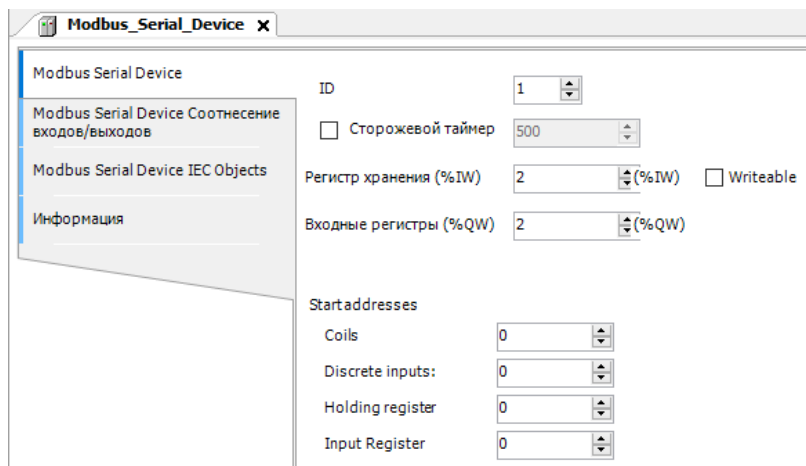 Modbus_Serial_Device X
Modbus Serial Device
Modbus Serial Device Соотнесение
входов/выходов
Modbus Serial Device IEC Objects
Информация
ID 1
Сторожевой таймер 500
Регистр хранения (%IW) 2 (%IW) Writeable
Входные регистры (%QW) 2 (%QW)
Startaddresses
Coils 0
Discrete inputs: 0
Holding register 0
Input Register 0